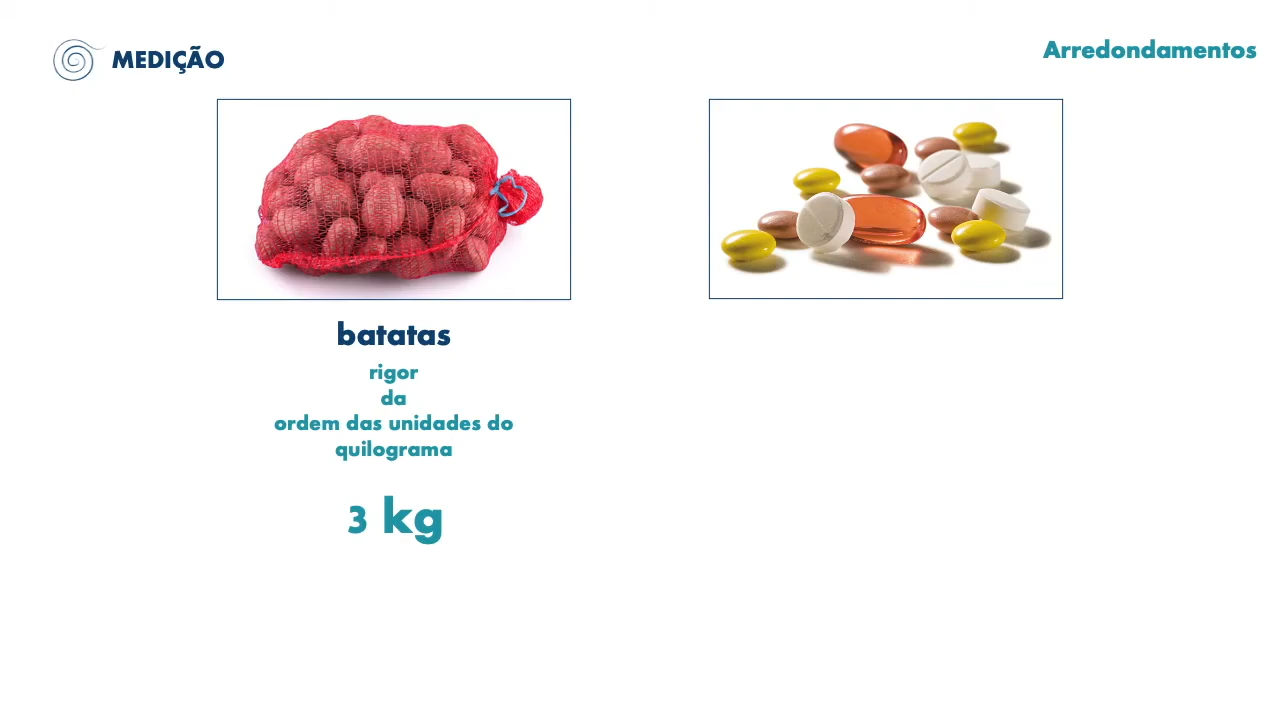 MEDIÇÃO
Arredondamentos
batatas
rigor
da
ordem das unidades do
quilograma
3 kg